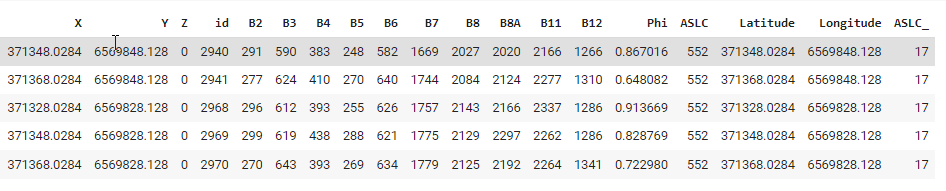 X Y Z id B2 B3 B4 B5 B6 B7 B8 B8A B11 B12 Phi ASLC Latitude Longitude ASLC_
371348.0284 6569848.128 0 2940 291 590 383 248 582 1669 2027 2020 2166 1266 0.867016 552 371348.0284 6569848.128 17
371368.0284 6569848.128 0 2941 277 624 410 270 640 1744 2084 2124 2277 1310 0.648082 552 371368.0284 6569848.128 17
371328.0284 6569828.128 0 2968 296 612 393 255 626 1757 2143 2166 2337 1286 0.913669 552 371328.0284 6569828.128 17
371348.0284 6569828.128 0 2969 299 619 438 288 621 1775 2129 2297 2262 1286 0.828769 552 371348.0284 6569828.128 17
371368.0284 6569828.128 0 2970 270 643 393 269 634 1779 2125 2192 2264 1341 0.722980 552 371368.0284 6569828.128 17